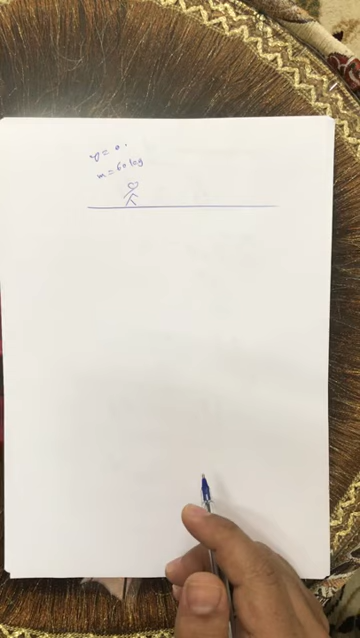 v = 0.
m = 60 kg